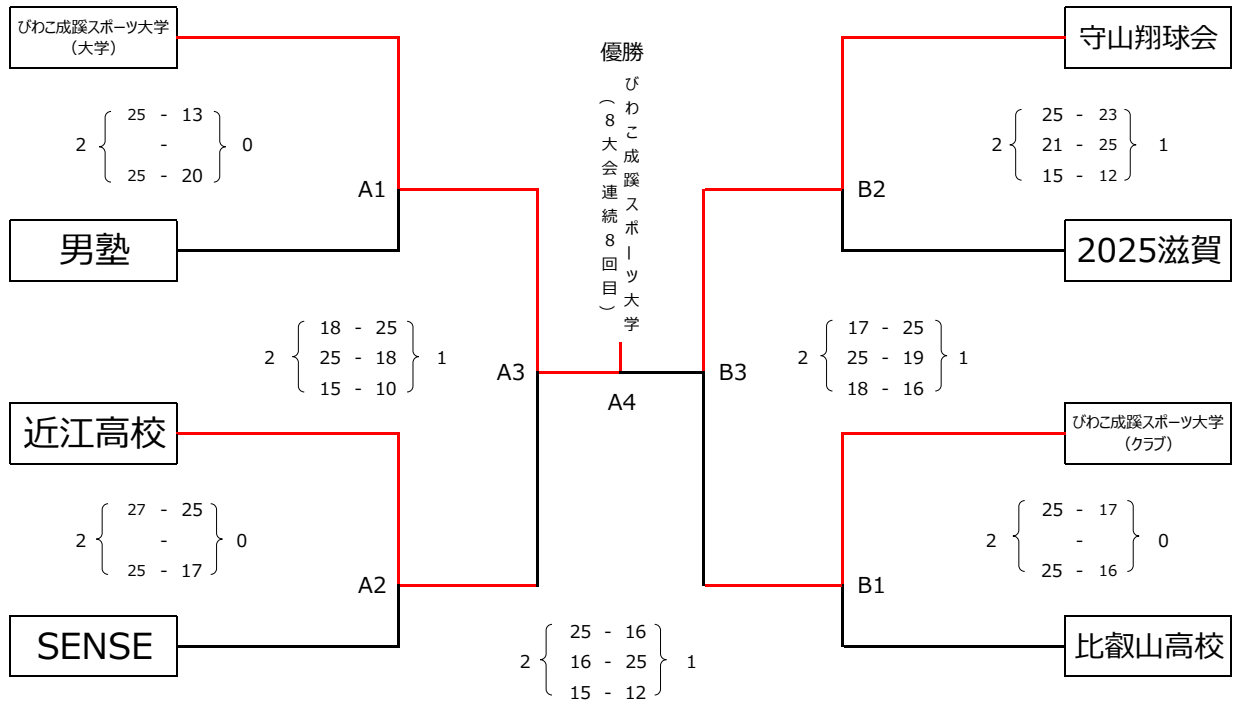 びわこ成蹊スポーツ大学
（大学）
2
25 - 13
-
25 - 20
0
A1
男塾
18 - 25
2
25 - 18
1
15 - 10
A3
近江高校
27 - 25
2
-
0
25 - 17
A2
SENSE
優勝
びわこ成蹊スポーツ大学
（８大会連続８回目）
A4
25 - 16
2
16 - 25
1
15 - 12
守山翔球会
25 - 23
2
21 - 25
1
15 - 12
B2
2025滋賀
17 - 25
2
25 - 19
1
18 - 16
B3
びわこ成蹊スポーツ大学
（クラブ）
25 - 17
2
-
0
25 - 16
B1
比叡山高校